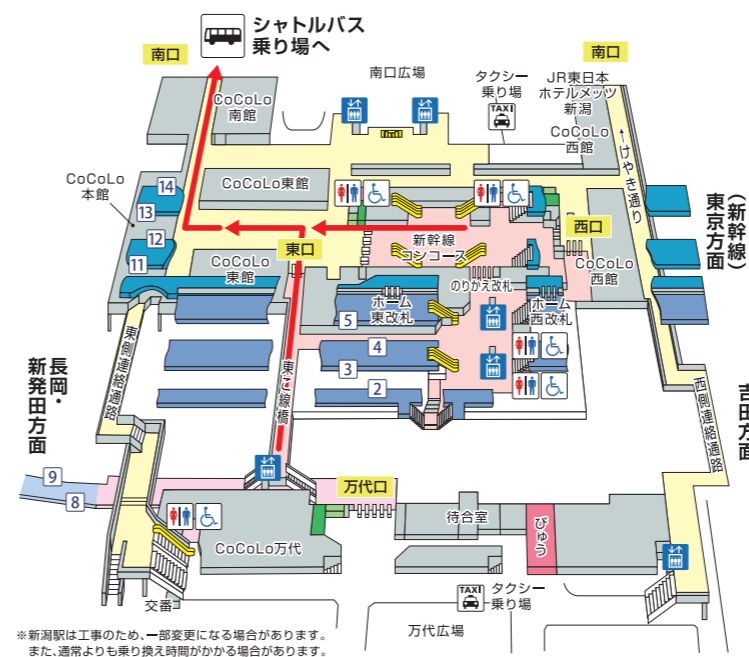 シャトルバス
乗り場へ
南口
南口
南口広場
タクシー
乗り場
TAXI
JR東日本
ホテルメッツ
新潟
CoCoLo
南館
CoCoLo
西館
←けやき通り
CoCoLo
本館
14
13
12
11
CoCoLo東館
新幹線
コンコース
東口
西口
(新幹線)
東京方面
CoCoLo
東館
CoCoLo
西館
のりかえ改札
ホーム
東改札
ホーム
西改札
5
4
3
2
東側連絡通路
東こ線橋
西側連絡通路
長岡・
新発田方面
吉田方面
9
8
万代口
CoCoLo万代
待合室
びゅう
交番
TAXI
タクシー
乗り場
万代広場
※新潟駅は工事のため、一部変更になる場合があります。
また、通常よりも乗り換え時間がかかる場合があります。